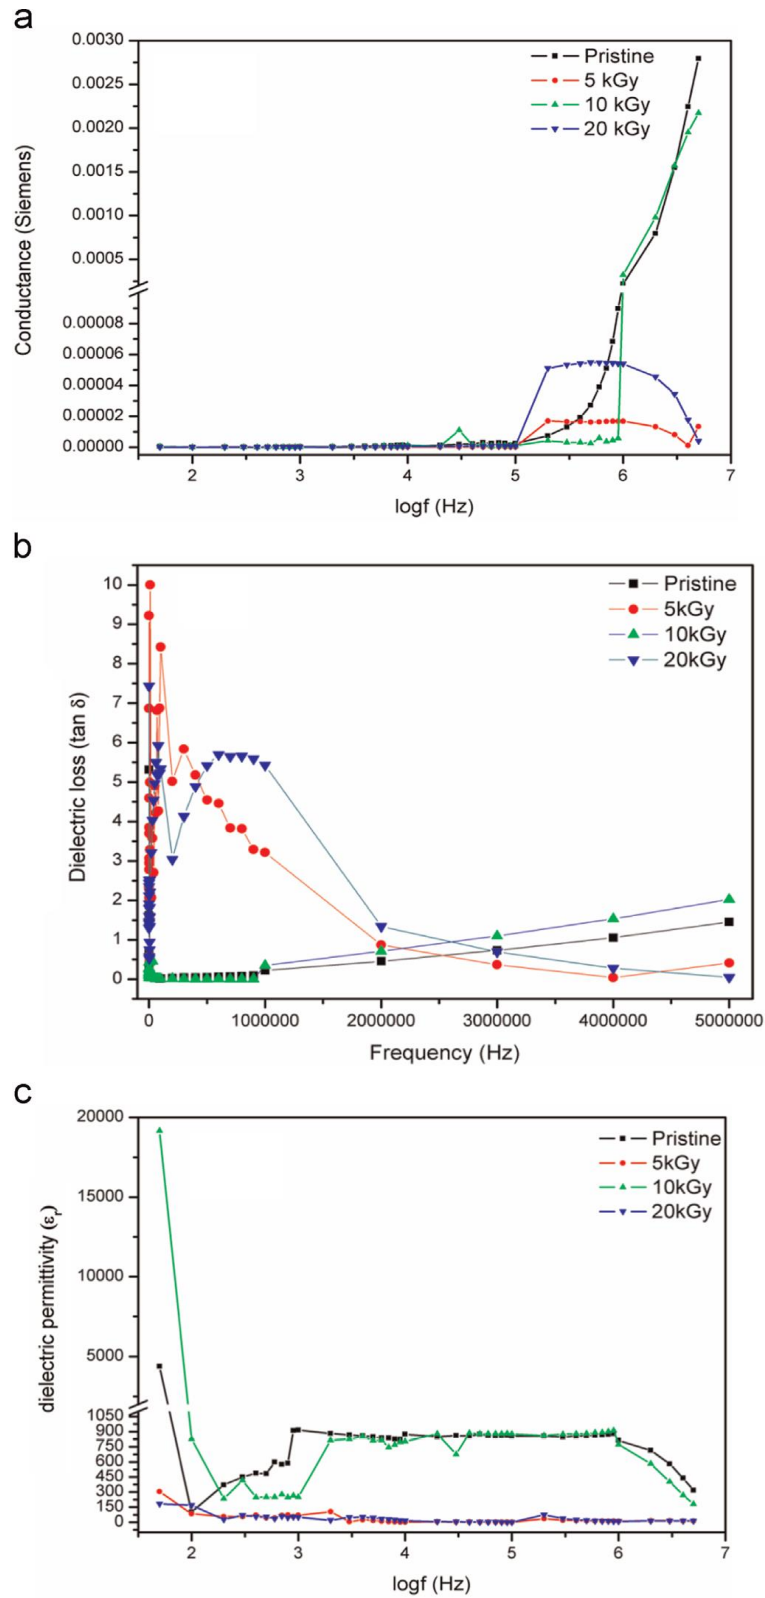 a
0.0030
0.0025
0.0020
0.0015
0.0010
0.0005
0.00008
0.00006
0.00004
0.00002
0.00000
Conductance (Siemens)
Pristine
5 kGy
10 kGy
20 kGy
2 3 4 5 6 7
logf (Hz)
b
10
9
8
7
6
5
4
3
2
1
0
Dielectric loss (tan δ)
Pristine
5kGy
10kGy
20kGy
0 1000000 2000000 3000000 4000000 5000000
Frequency (Hz)
c
20000
15000
10000
5000
1050
900
750
600
450
300
150
0
dielectric permittivity (εr)
Pristine
5kGy
10kGy
20kGy
2 3 4 5 6 7
logf (Hz)